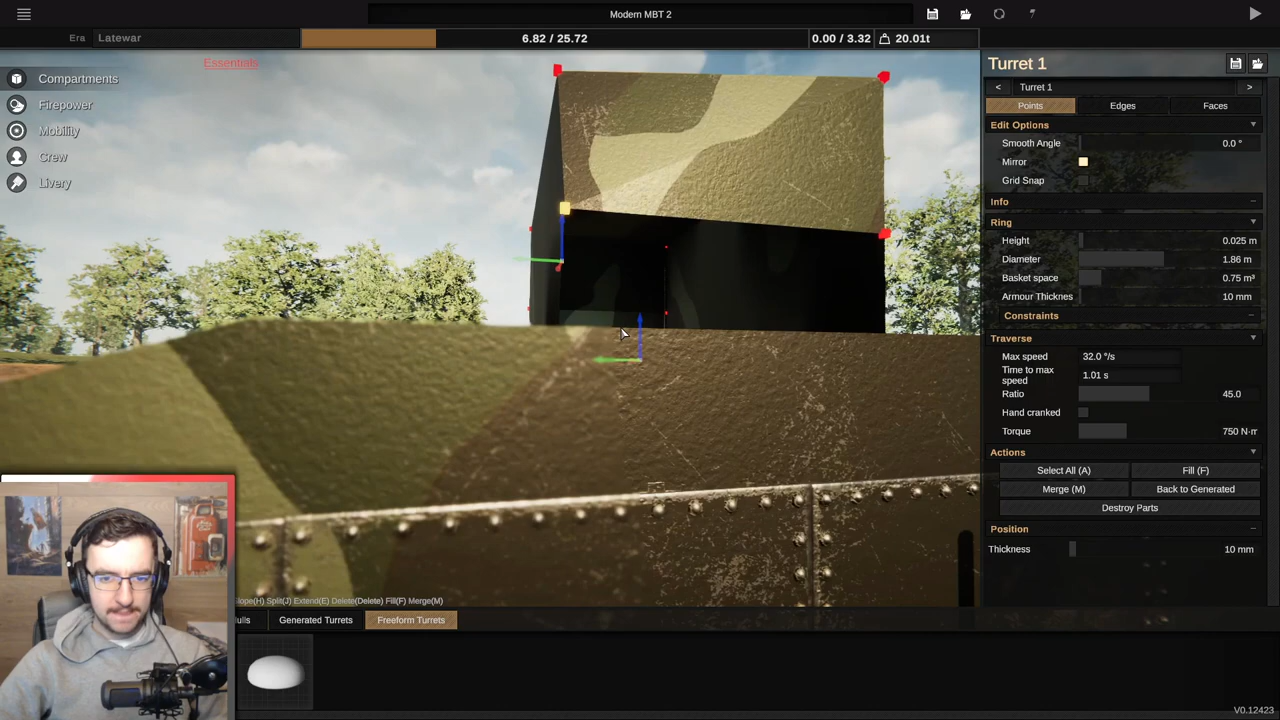 Modern MBT 2
Era Latewar 6.82 / 25.72 0.00 / 3.32 20.01t
Essentials
Compartments
Firepower
Mobility
Crew
Livery
Turret 1
< Turret 1 >
Points Edges Faces
Edit Options
Smooth Angle 0.0 °
Mirror
Grid Snap
Info
Ring
Height 0.025 m
Diameter 1.86 m
Basket space 0.75 m³
Armour Thicknes 10 mm
Constraints
Traverse
Max speed 32.0 °/s
Time to max
speed 1.01 s
Ratio 45.0
Hand cranked
Torque 750 N·m
Actions
Select All (A) Fill (F)
Merge (M) Back to Generated
Destroy Parts
Position
Thickness 10 mm
lope(H) Split(J) Extend(E) Delete(Delete) Fill(F) Merge(M)
ulls Generated Turrets Freeform Turrets
V0.12423